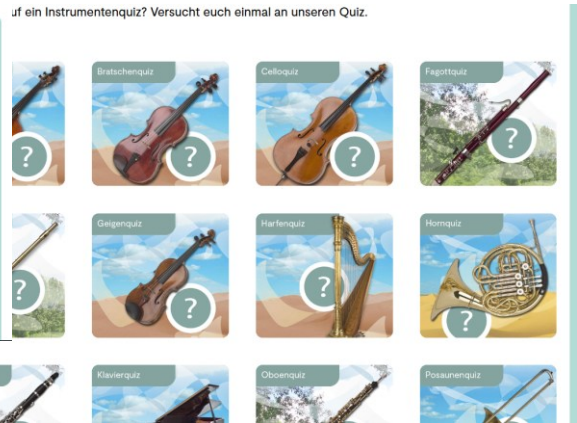 uf ein Instrumentenquiz? Versucht euch einmal an unseren Quiz.
Bratschenquiz
Celloquiz
Fagottquiz
?
?
?
?
Geigenquiz
Harfenquiz
Hornquiz
?
?
?
?
Klavierquiz
Oboenquiz
Posaunenquiz